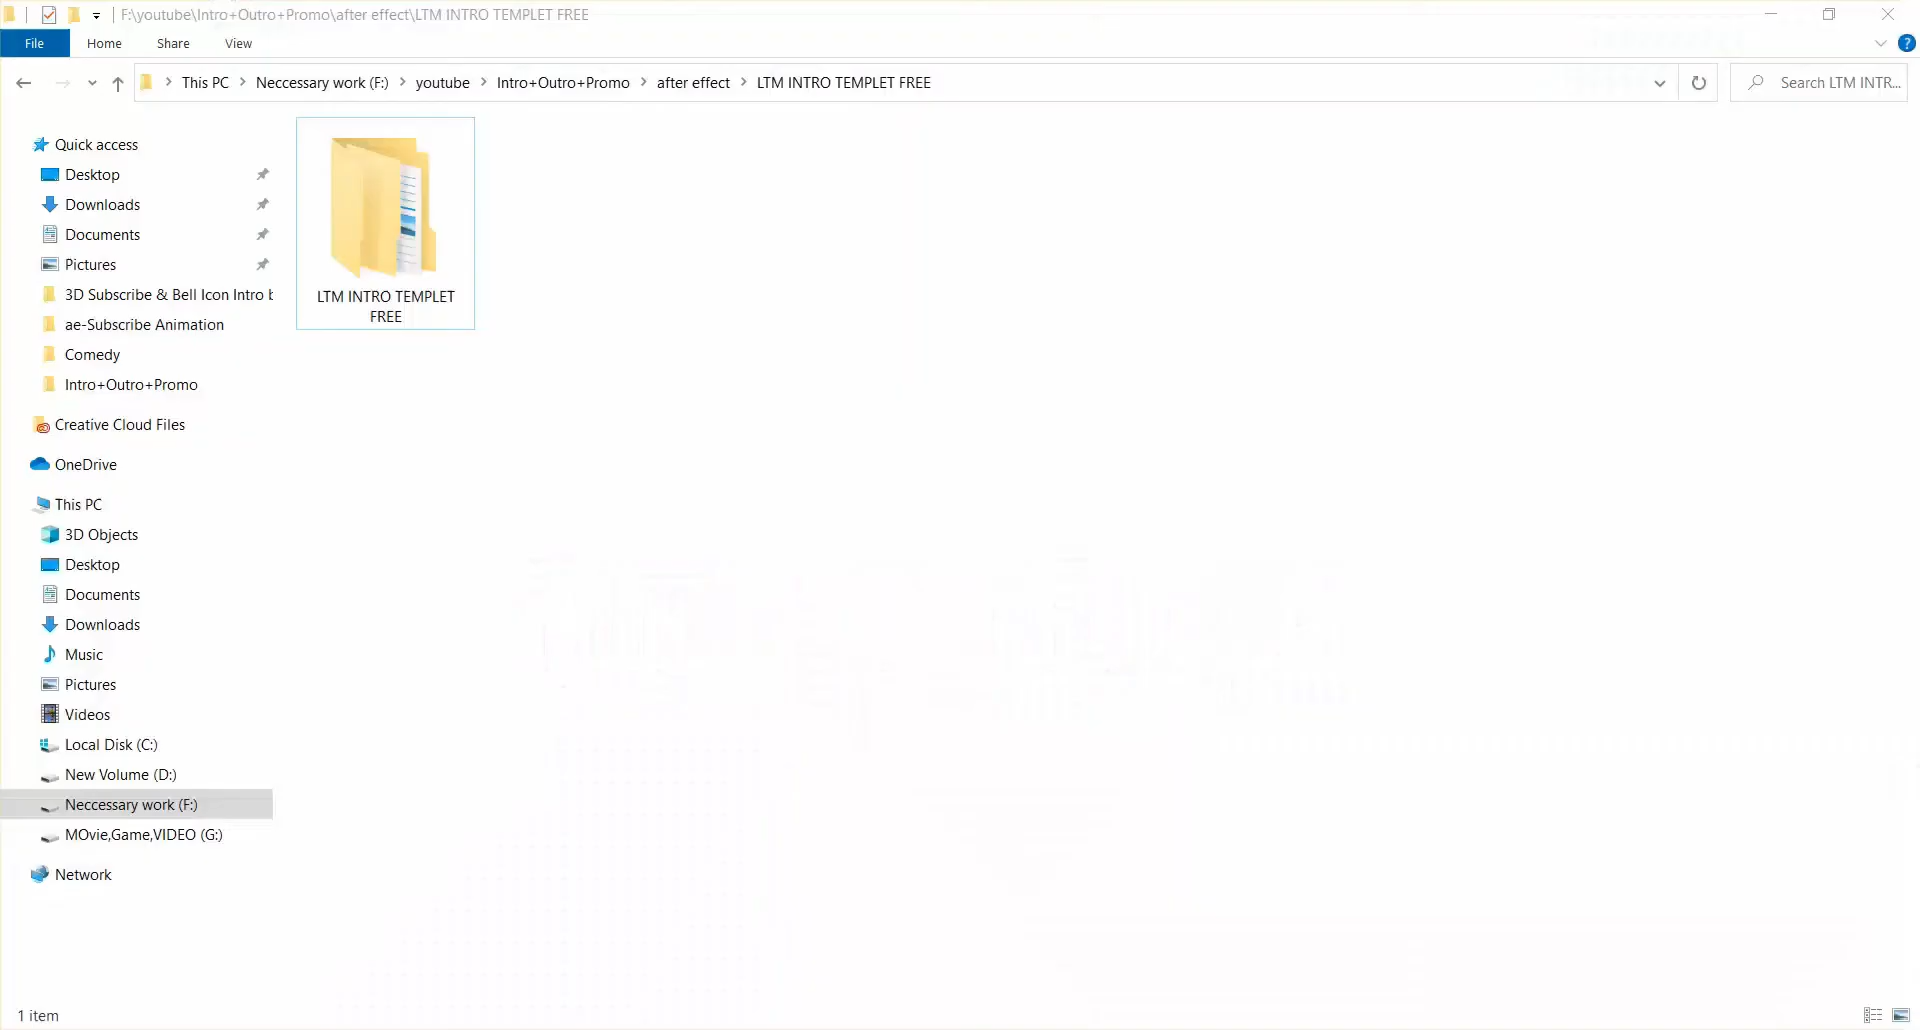 F:\youtube\Intro+Outro+Promo\after effect\LTM INTRO TEMPLET FREE
File Home Share View
This PC Neccessary work (F:) youtube Intro+Outro+Promo after effect LTM INTRO TEMPLET FREE
Search LTM INTR...
Quick access
Desktop
Downloads
Documents
Pictures
3D Subscribe & Bell Icon Intro b
ae-Subscribe Animation
Comedy
Intro+Outro+Promo
Creative Cloud Files
OneDrive
This PC
3D Objects
Desktop
Documents
Downloads
Music
Pictures
Videos
Local Disk (C:)
New Volume (D:)
Neccessary work (F:)
MOvie,Game,VIDEO (G:)
Network
LTM INTRO TEMPLET
FREE
1 item